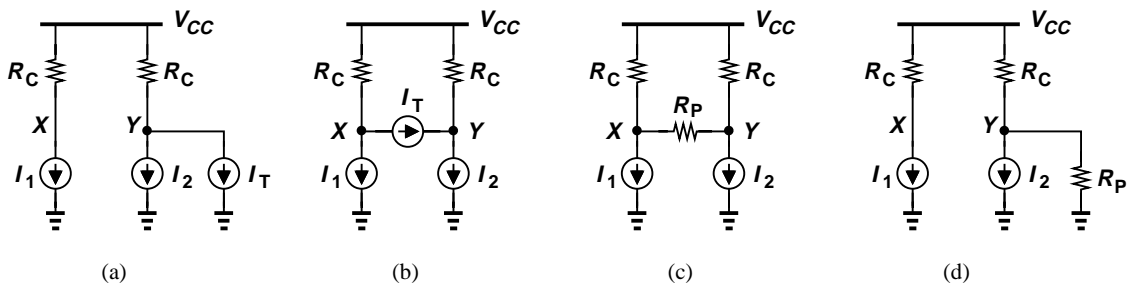 V_CC V_CC V_CC V_CC
R_C R_C R_C R_C R_C R_C R_C R_C
I_T R_P
X Y X Y X Y X Y
I_1 I_2 I_T I_1 I_2 I_1 I_2 I_1 I_2 R_P
(a) (b) (c) (d)